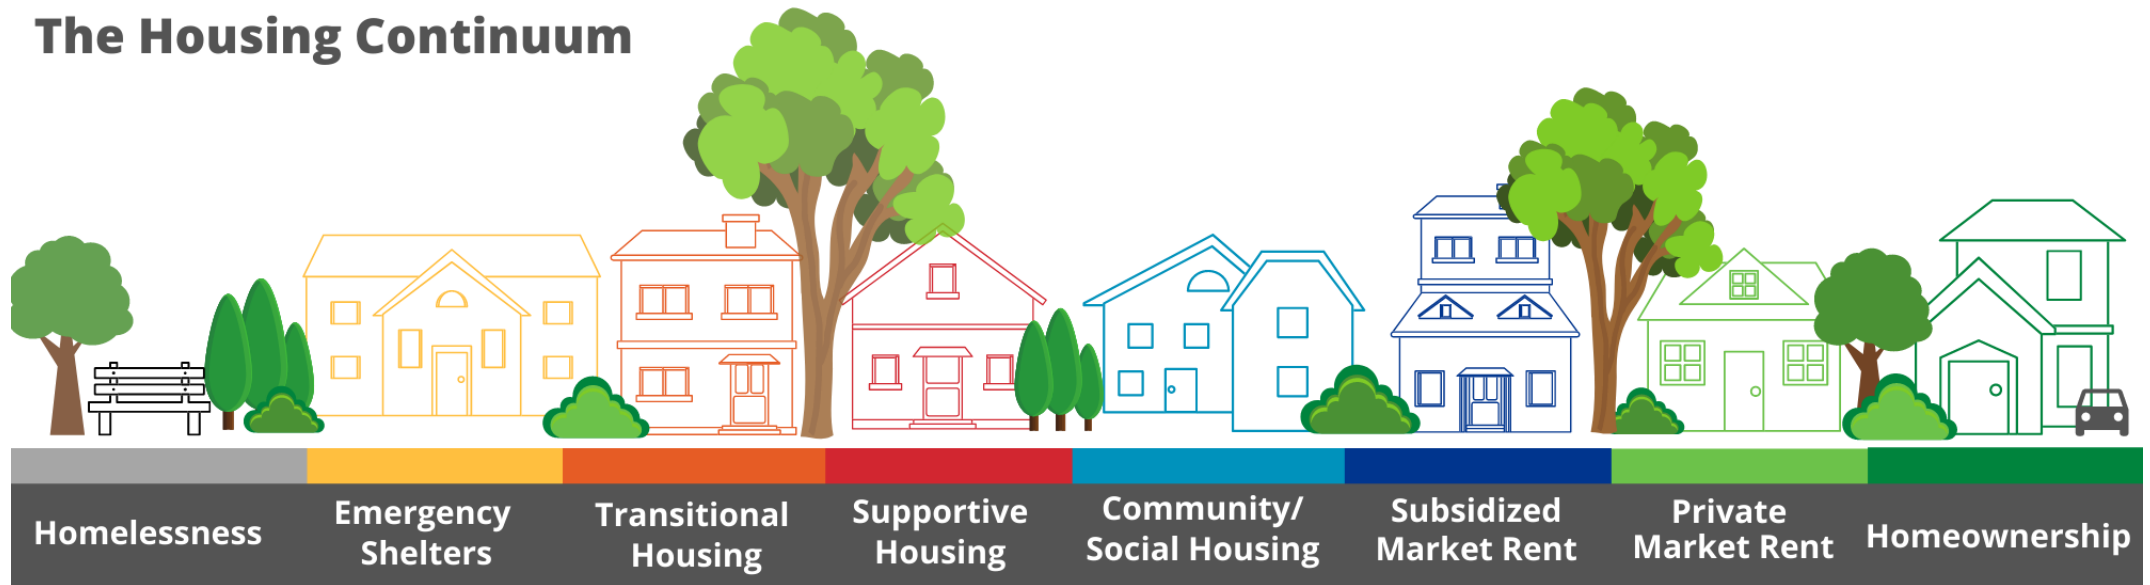 The Housing Continuum
Homelessness
Emergency
Shelters
Transitional
Housing
Supportive
Housing
Community/
Social Housing
Subsidized
Market Rent
Private
Market Rent
Homeownership